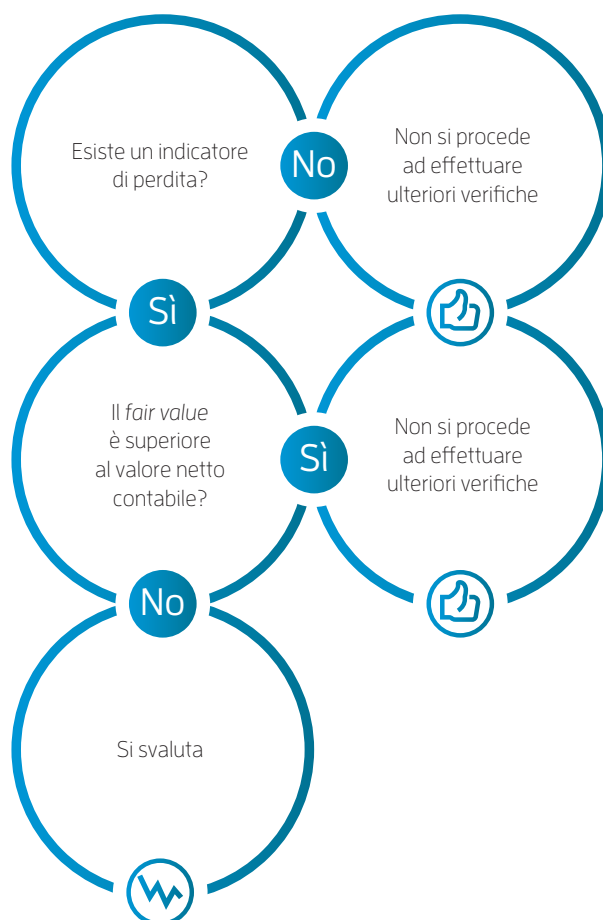 Esiste un indicatore
di perdita?
No
Non si procede
ad effettuare
ulteriori verifiche
Sì
Il fair value
è superiore
al valore netto
contabile?
Sì
Non si procede
ad effettuare
ulteriori verifiche
No
Si svaluta